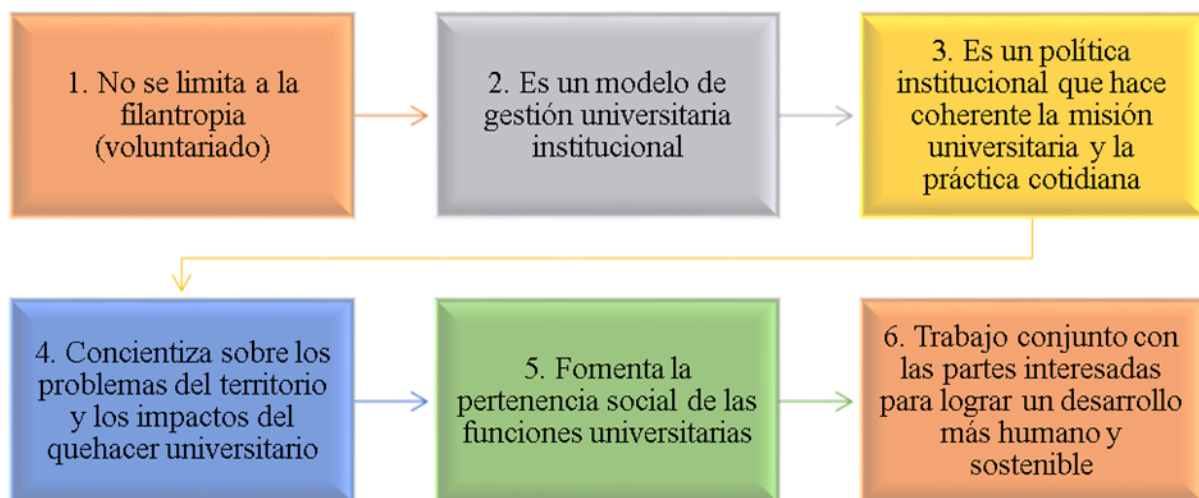 1. No se limita a la
filantropia
(voluntariado)
2. Es un modelo de
gestión universitaria
institucional
3. Es un política
institucional que hace
coherente la misión
universitaria y la
práctica cotidiana
4. Concientiza sobre los
problemas del territorio
y los impactos del
quehacer universitario
5. Fomenta la
pertenencia social de las
funciones universitarias
6. Trabajo conjunto con
las partes interesadas
para lograr un desarrollo
más humano y
sostenible